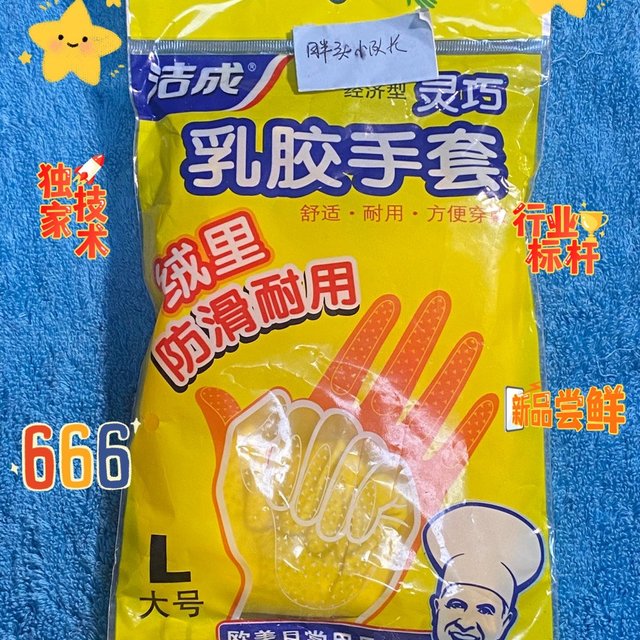 胖头小队长
洁成®
经济型 灵巧
乳胶手套
舒适·耐用·方便穿
独家技术
行业标杆
绒里
防滑耐用
新品尝鲜
666
L
大号